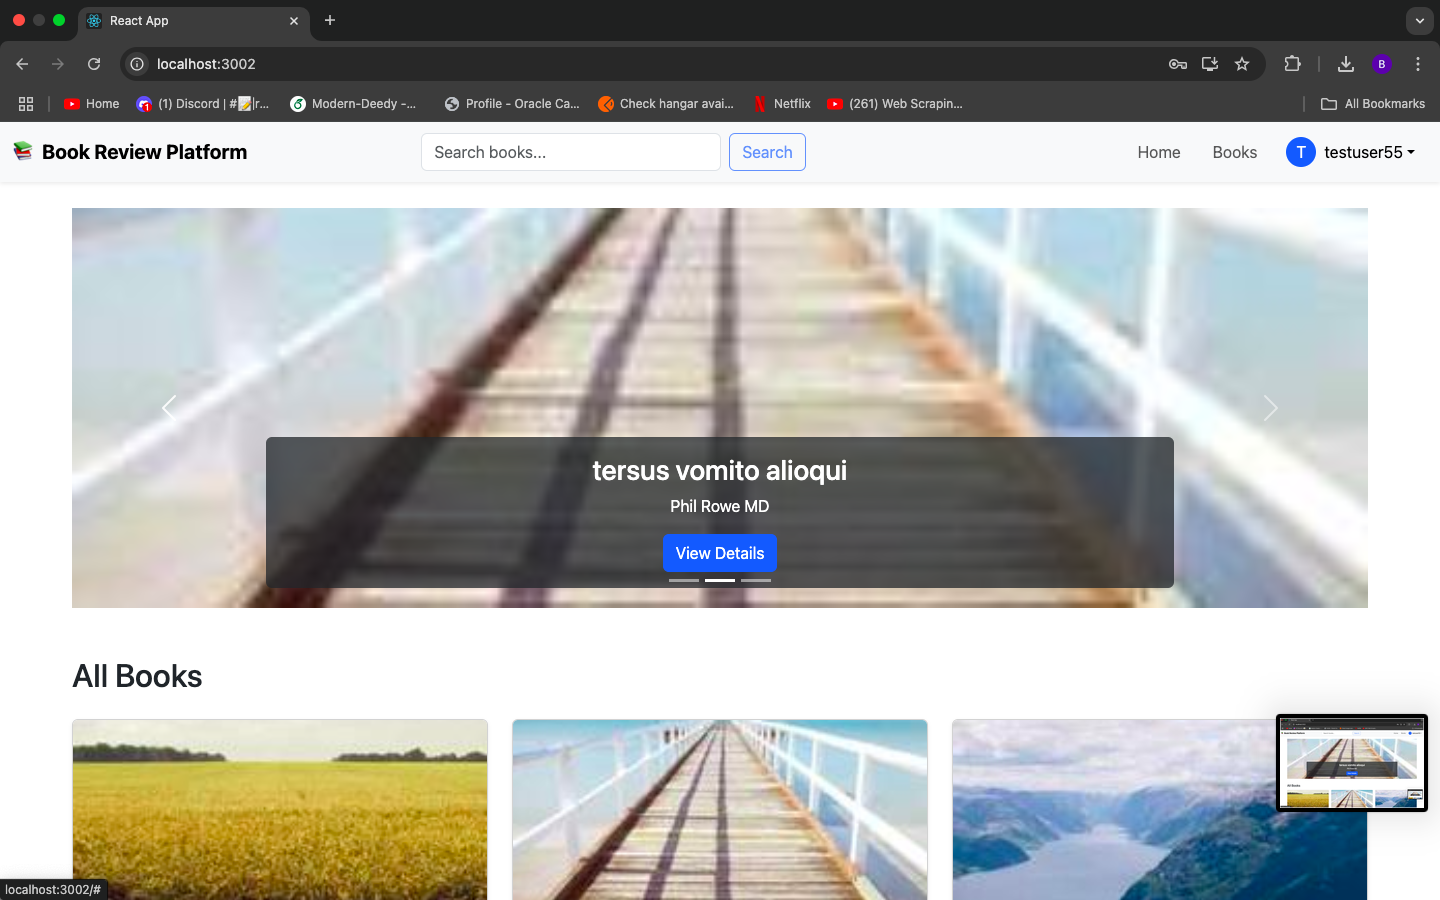 React App
localhost:3002
Home
(1) Discord | #📝|r...
Modern-Deedy -...
Profile - Oracle Ca...
Check hangar avai...
Netflix
(261) Web Scrapin...
All Bookmarks
B
Book Review Platform
Search books...
Search
Home
Books
T
testuser55
tersus vomito alioqui
Phil Rowe MD
View Details
All Books
localhost:3002/#